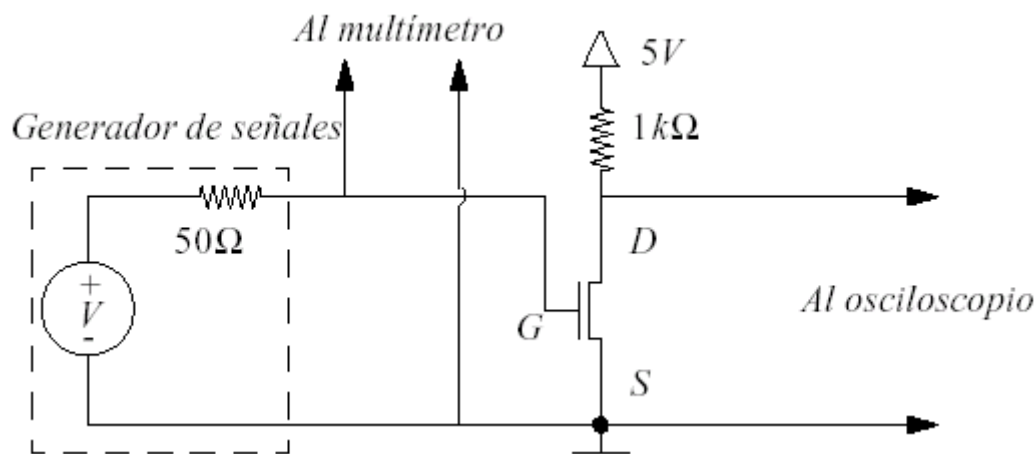 Al multímetro
5V
Generador de señales
1kΩ
50Ω
D
+
V
-
G
Al osciloscopio
S